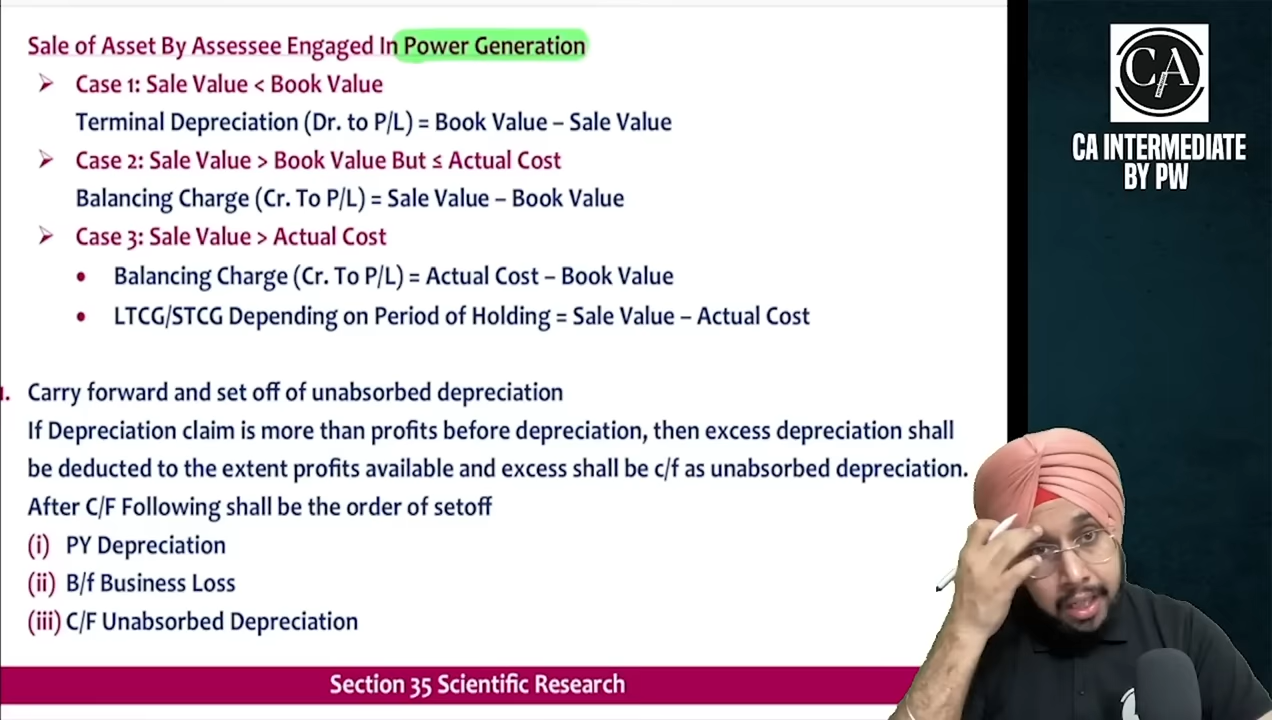 Sale of Asset By Assessee Engaged In Power Generation
➢ Case 1: Sale Value < Book Value
Terminal Depreciation (Dr. to P/L) = Book Value – Sale Value
➢ Case 2: Sale Value > Book Value But ≤ Actual Cost
Balancing Charge (Cr. To P/L) = Sale Value – Book Value
➢ Case 3: Sale Value > Actual Cost
• Balancing Charge (Cr. To P/L) = Actual Cost – Book Value
• LTCG/STCG Depending on Period of Holding = Sale Value – Actual Cost
Carry forward and set off of unabsorbed depreciation
If Depreciation claim is more than profits before depreciation, then excess depreciation shall
be deducted to the extent profits available and excess shall be c/f as unabsorbed depreciation.
After C/F Following shall be the order of setoff
(i) PY Depreciation
(ii) B/f Business Loss
(iii) C/F Unabsorbed Depreciation
Section 35 Scientific Research
CA
CA INTERMEDIATE
BY PW